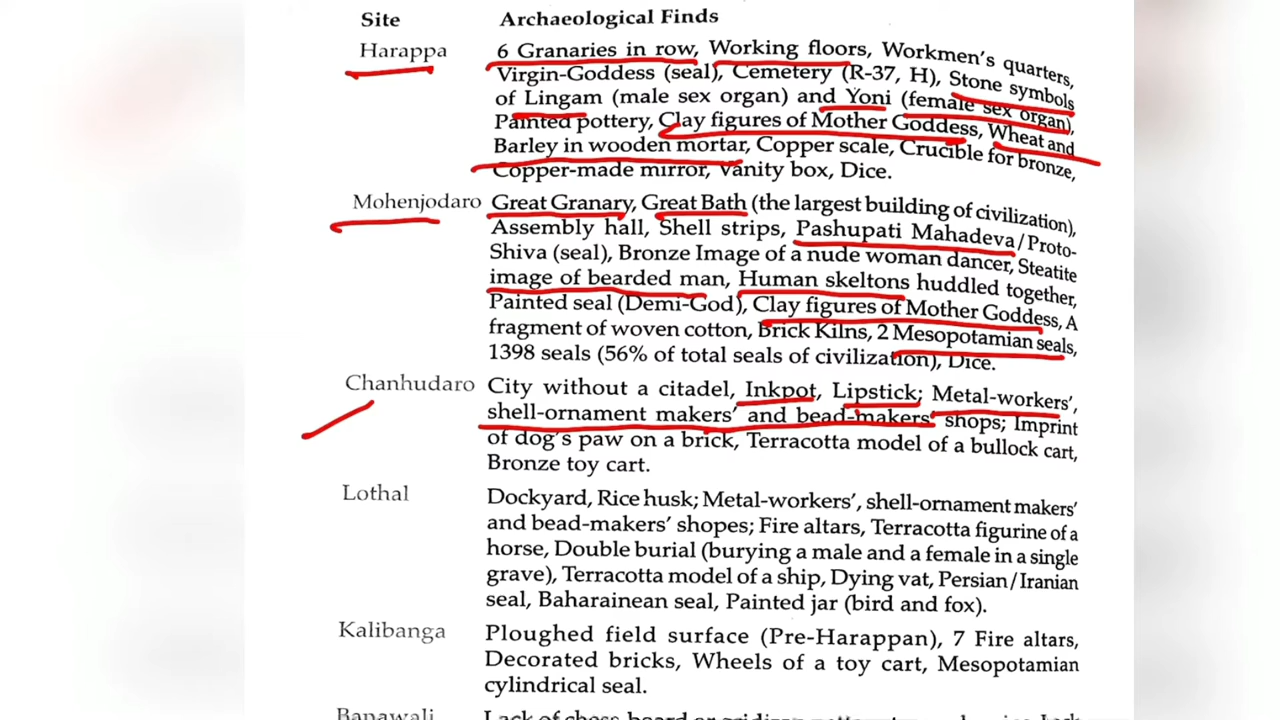 Site Archaeological Finds
Harappa 6 Granaries in row, Working floors, Workmen's quarters,
Virgin-Goddess (seal), Cemetery (R-37, H), Stone symbols
of Lingam (male sex organ) and Yoni (female sex organ),
Painted pottery, Clay figures of Mother Goddess, Wheat and
Barley in wooden mortar, Copper scale, Crucible for bronze,
Copper-made mirror, Vanity box, Dice.
Mohenjodaro Great Granary, Great Bath (the largest building of civilization),
Assembly hall, Shell strips, Pashupati Mahadeva/Proto-
Shiva (seal), Bronze Image of a nude woman dancer, Steatite
image of bearded man, Human skeltons huddled together,
Painted seal (Demi-God), Clay figures of Mother Goddess, A
fragment of woven cotton, Brick Kilns, 2 Mesopotamian seals,
1398 seals (56% of total seals of civilization), Dice.
Chanhudaro City without a citadel, Inkpot, Lipstick; Metal-workers',
shell-ornament makers' and bead-makers' shops; Imprint
of dog's paw on a brick, Terracotta model of a bullock cart,
Bronze toy cart.
Lothal Dockyard, Rice husk; Metal-workers', shell-ornament makers'
and bead-makers' shopes; Fire altars, Terracotta figurine of a
horse, Double burial (burying a male and a female in a single
grave), Terracotta model of a ship, Dying vat, Persian/Iranian
seal, Baharainean seal, Painted jar (bird and fox).
Kalibanga Ploughed field surface (Pre-Harappan), 7 Fire altars,
Decorated bricks, Wheels of a toy cart, Mesopotamian
cylindrical seal.
Banawali Lack of chess-board or gridiron